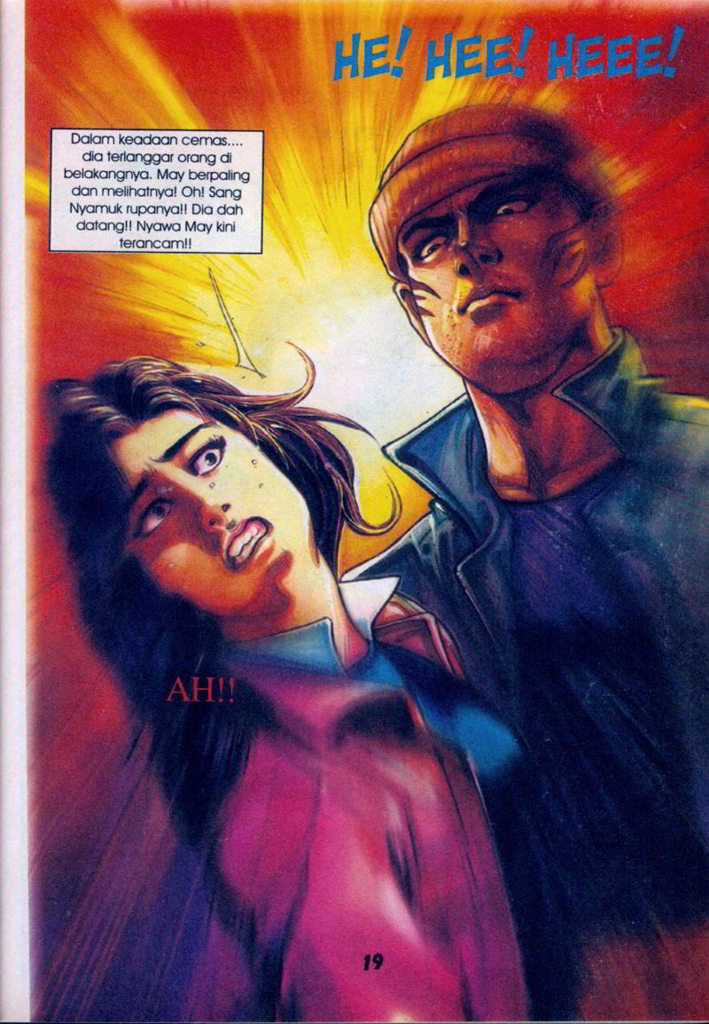 HE! HEE! HEEE!
Dalam keadaan cemas....
dia terlanggar orang di
belakangnya. May berpaling
dan melihatnya! Oh! Sang
Nyamuk rupanya!! Dia dah
datang!! Nyawa May kini
terancam!!
AH!!
19